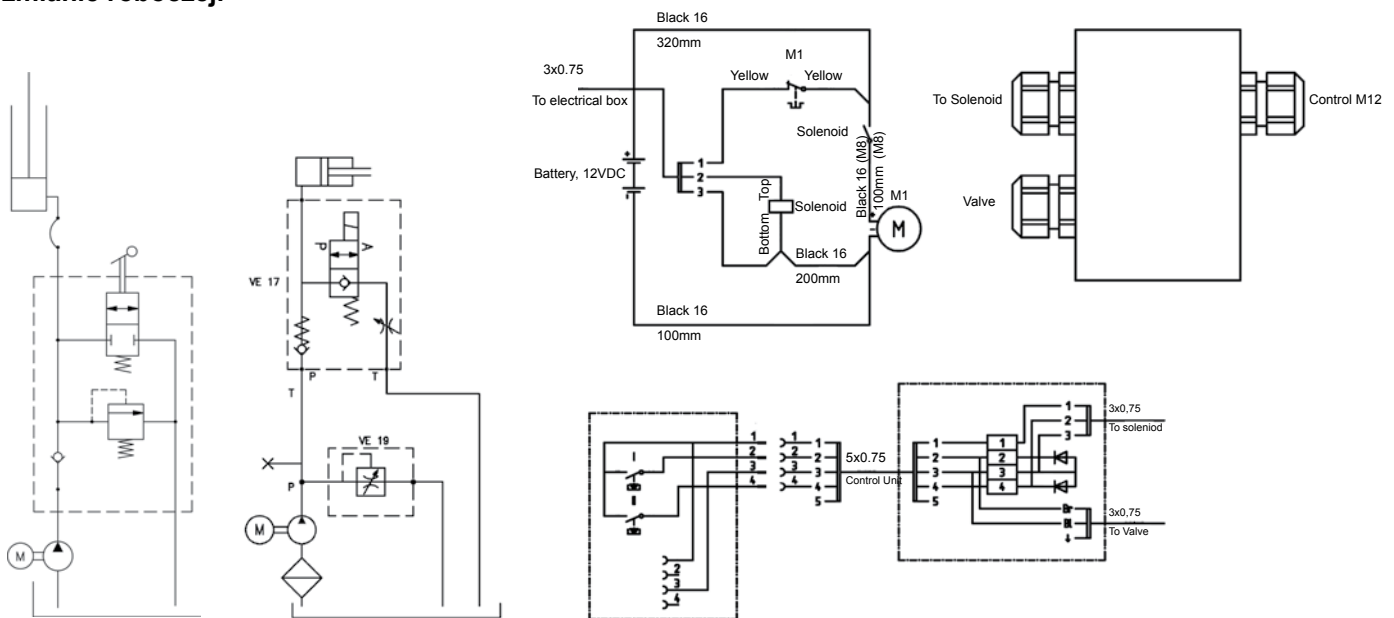 Black 16
320mm
M1
3x0.75
Yellow Yellow
To electrical box
To Solenoid
Control M12
Solenoid
Black 16 (M8)
100mm (M8)
+
Battery, 12VDC
-
1
2
3
Top
Solenoid
Bottom
M1
M
Valve
Black 16
200mm
Black 16
100mm
A
P
VE 17
P
T
T
VE 19
P
M
M
1
2
3
4
1
2
3
4
1
2
3
4
5
5x0.75
Control Unit
I
II
2
3
4
1
2
3
4
5
1
2
3
4
1
2
3
3x0,75
To soleniod
Br
Bl
3x0,75
To Valve